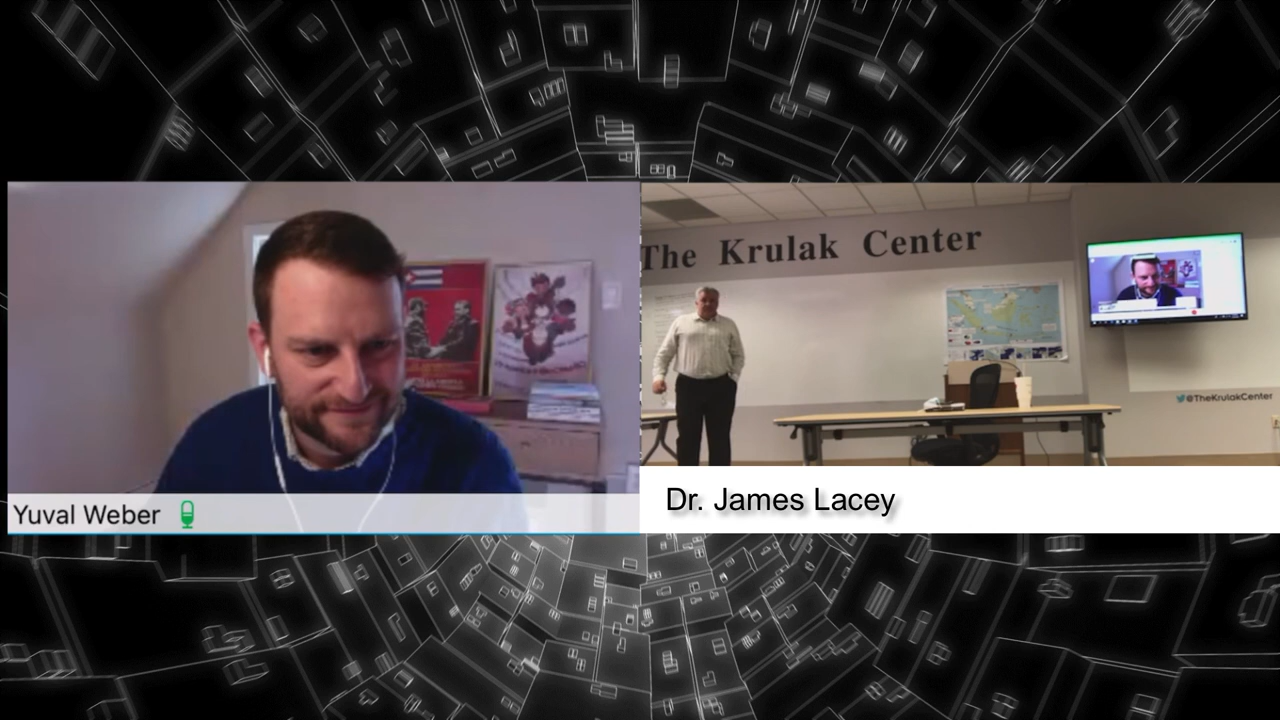 The Krulak Center
@TheKrulakCenter
Yuval Weber
Dr. James Lacey